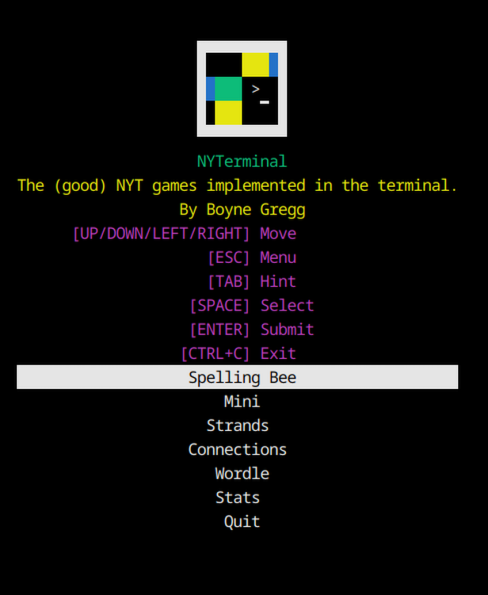 >_
NYTerminal
The (good) NYT games implemented in the terminal.
By Boyne Gregg
[UP/DOWN/LEFT/RIGHT] Move
[ESC] Menu
[TAB] Hint
[SPACE] Select
[ENTER] Submit
[CTRL+C] Exit
Spelling Bee
Mini
Strands
Connections
Wordle
Stats
Quit